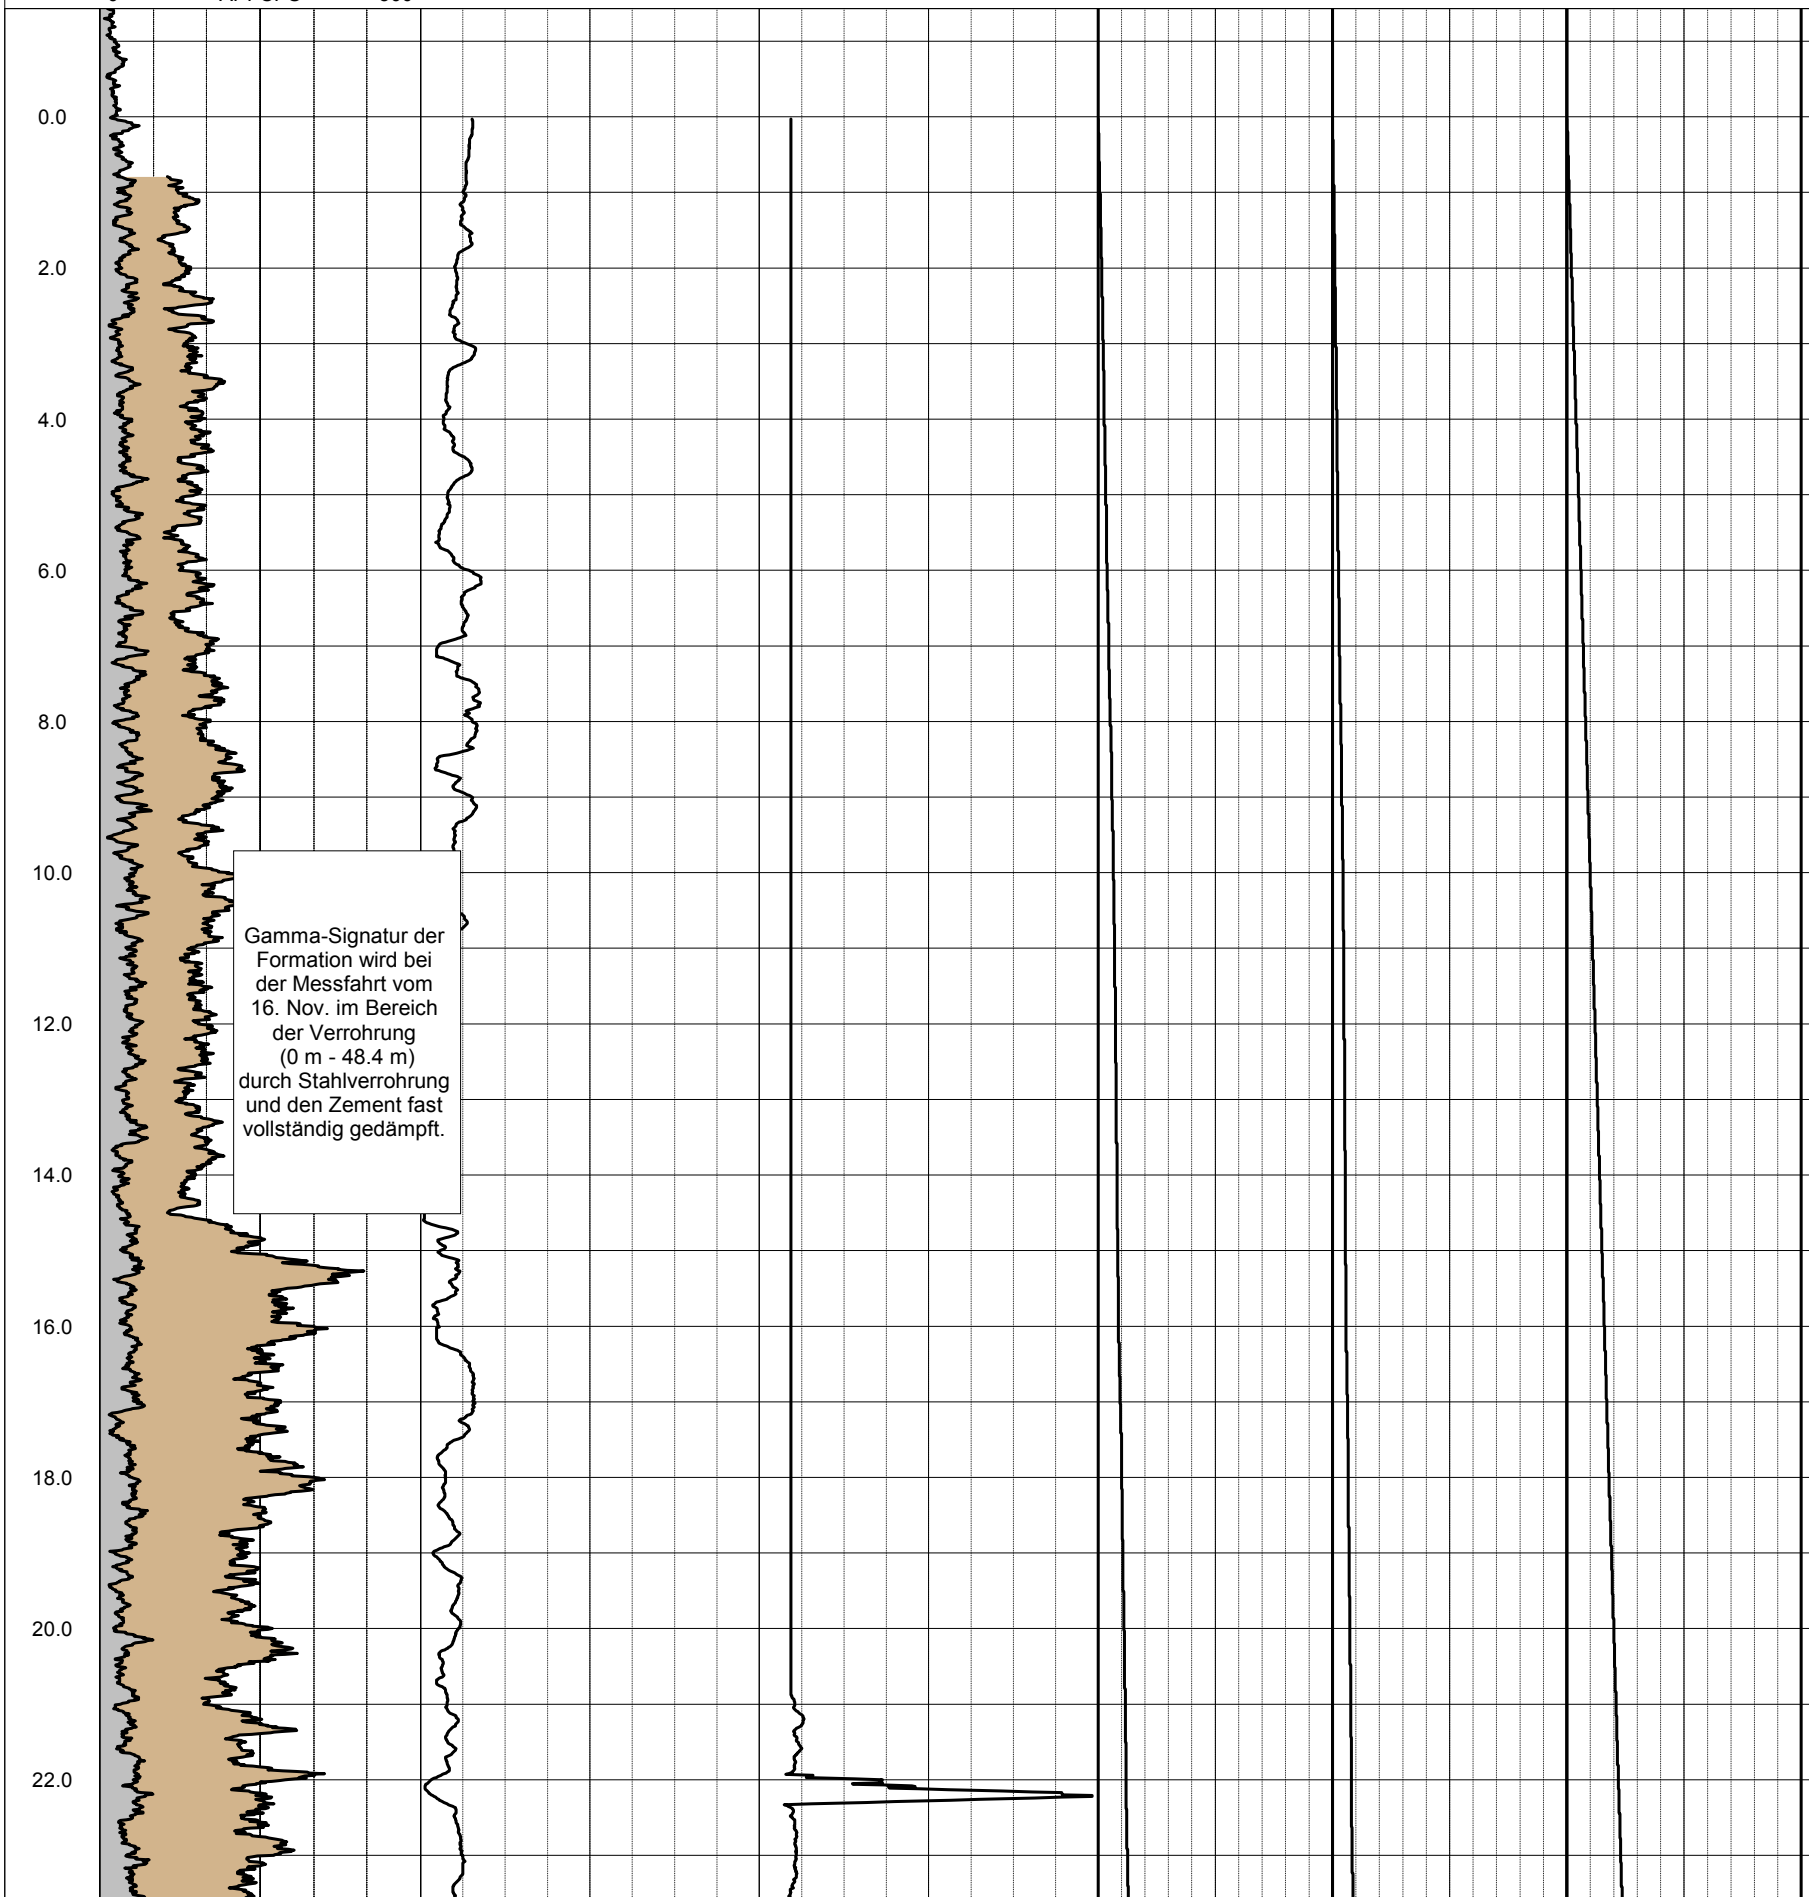 0.0
2.0
4.0
6.0
8.0
10.0
Gamma-Signatur der
Formation wird bei
der Messfahrt vom
16. Nov. im Bereich
der Verrohrung
(0 m - 48.4 m)
durch Stahlverrohrung
und den Zement fast
vollständig gedämpft.
12.0
14.0
16.0
18.0
20.0
22.0